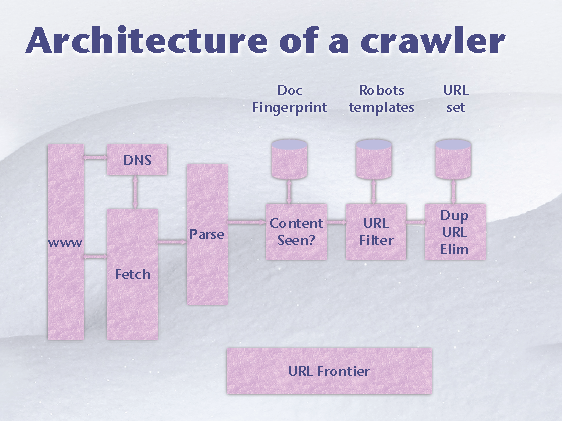 Architecture of a crawler
Doc
Fingerprint
Robots
templates
URL
set
DNS
www
Fetch
Parse
Content
Seen?
URL
Filter
Dup
URL
Elim
URL Frontier